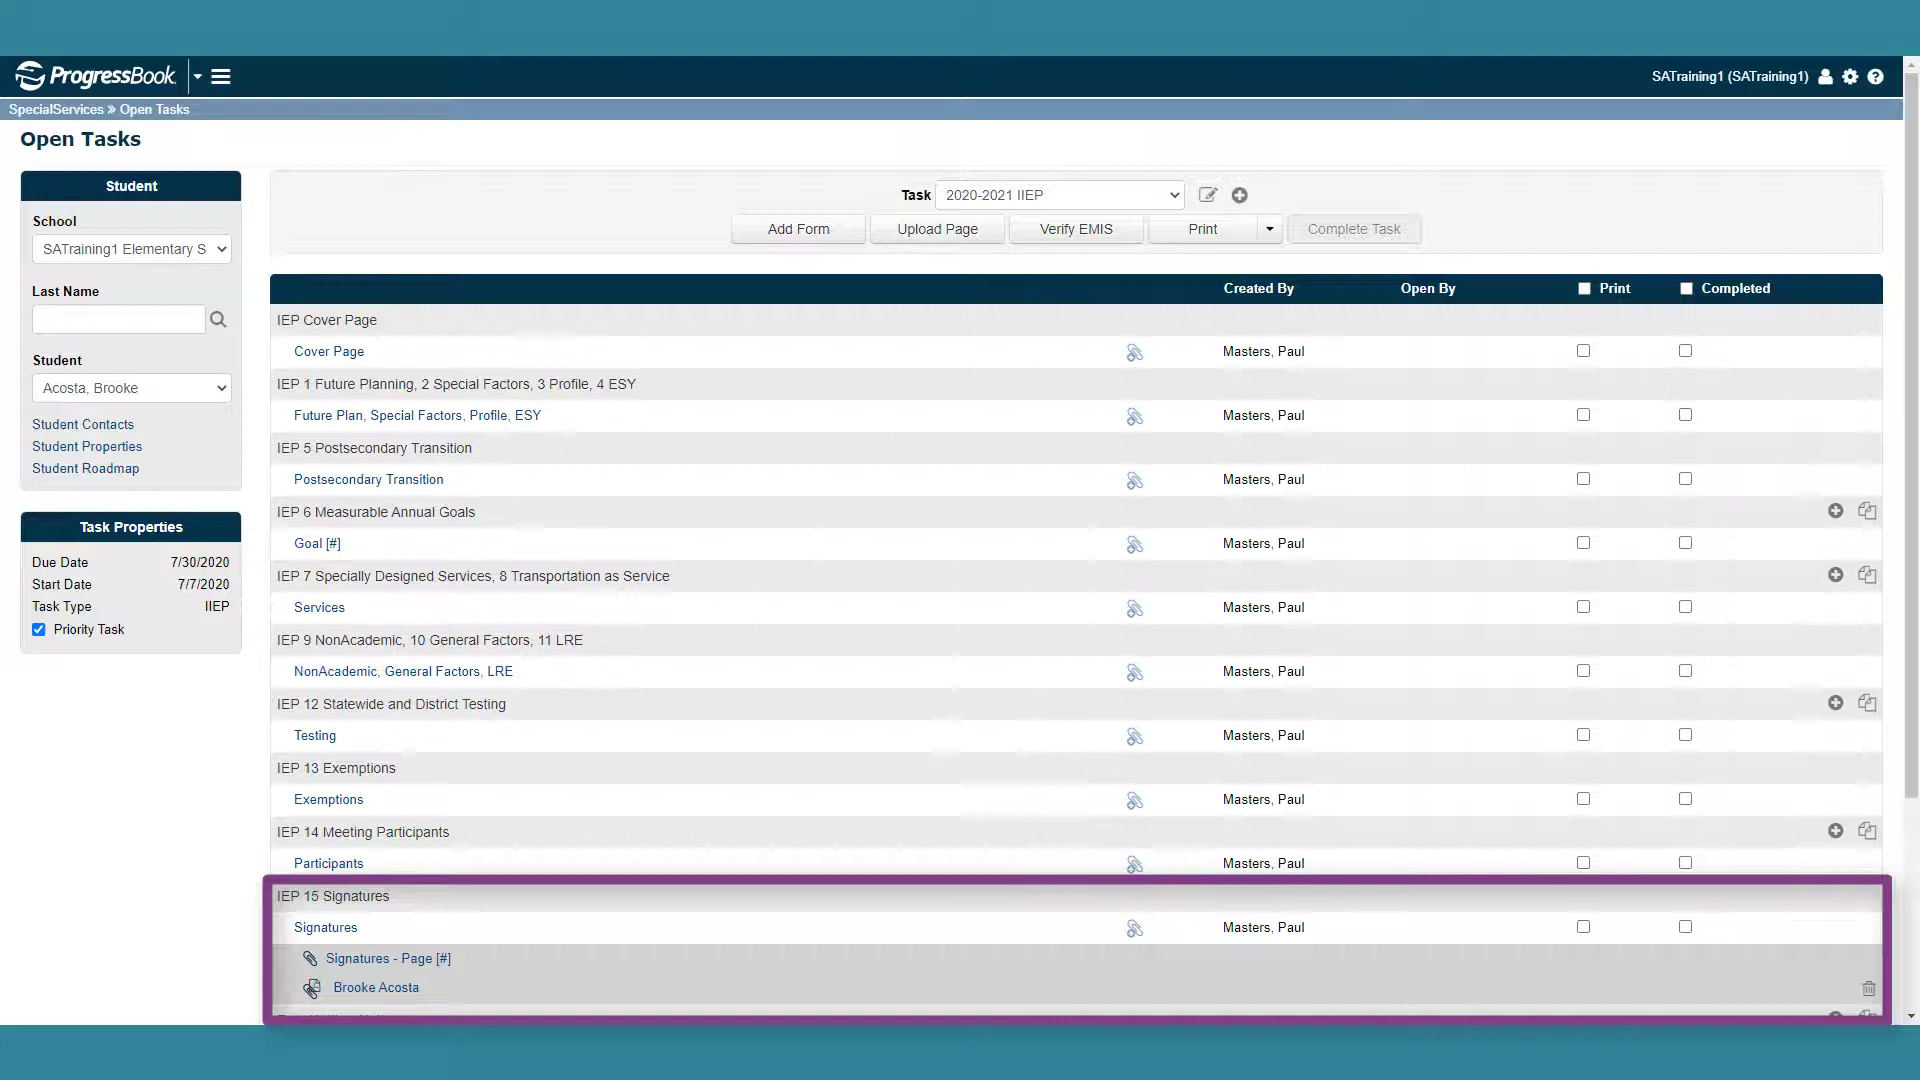 ProgressBook
SATraining1 (SATraining1)
SpecialServices » Open Tasks
Open Tasks
Student
School
SATraining1 Elementary S
Last Name
Student
Acosta, Brooke
Student Contacts
Student Properties
Student Roadmap
Task Properties
Due Date 7/30/2020
Start Date 7/7/2020
Task Type IIEP
Priority Task
Task 2020-2021 IIEP
Add Form Upload Page Verify EMIS Print Complete Task
Created By Open By Print Completed
IEP Cover Page
Cover Page Masters, Paul
IEP 1 Future Planning, 2 Special Factors, 3 Profile, 4 ESY
Future Plan, Special Factors, Profile, ESY Masters, Paul
IEP 5 Postsecondary Transition
Postsecondary Transition Masters, Paul
IEP 6 Measurable Annual Goals
Goal [#] Masters, Paul
IEP 7 Specially Designed Services, 8 Transportation as Service
Services Masters, Paul
IEP 9 NonAcademic, 10 General Factors, 11 LRE
NonAcademic, General Factors, LRE Masters, Paul
IEP 12 Statewide and District Testing
Testing Masters, Paul
IEP 13 Exemptions
Exemptions Masters, Paul
IEP 14 Meeting Participants
Participants Masters, Paul
IEP 15 Signatures
Signatures Masters, Paul
Signatures - Page [#]
Brooke Acosta